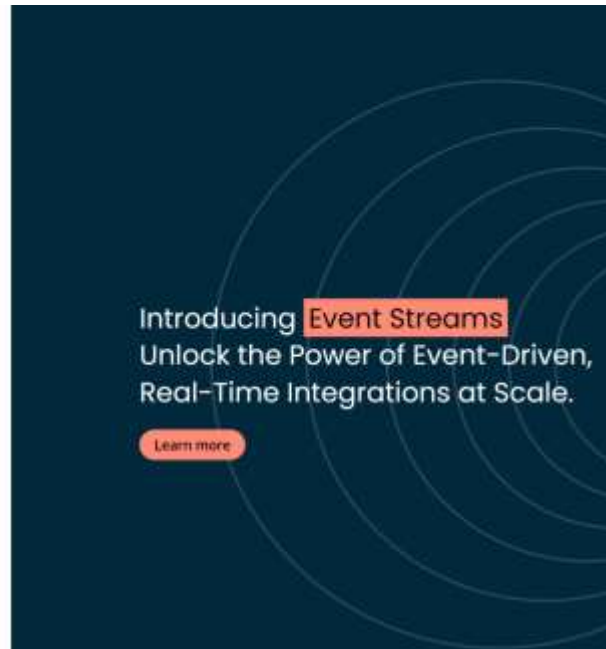 Introducing Event Streams
Unlock the Power of Event-Driven,
Real-Time Integrations at Scale.
Learn more